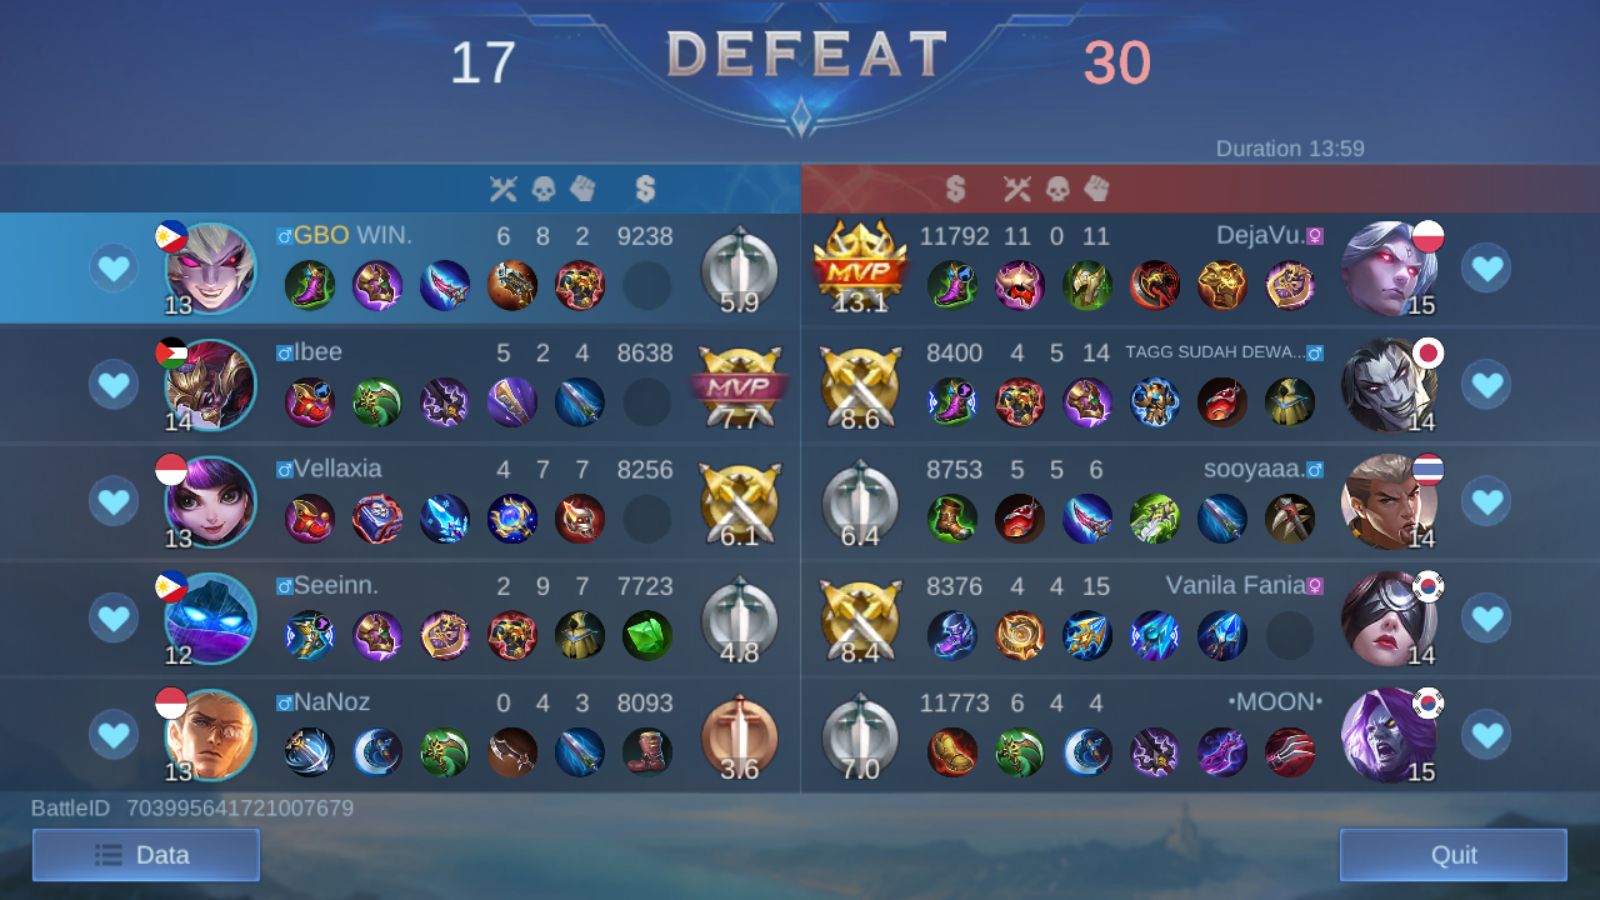 17 DEFEAT 30
Duration 13:59
GBO WIN. 6 8 2 9238
13 5.9
MVP 11792 11 0 11 DejaVu.
13.1 15
Ibee 5 2 4 8638
14 MVP 7.7
8400 4 5 14 TAGG SUDAH DEWA...
8.6 14
Vellaxia 4 7 7 8256
13 6.1
8753 5 5 6 sooyaaa.
6.4 14
Seeinn. 2 9 7 7723
12 4.8
8376 4 4 15 Vanila Fania
8.4 14
NaNoz 0 4 3 8093
13 3.6
11773 6 4 4 •MOON•
7.0 15
BattleID 703995641721007679
Data Quit